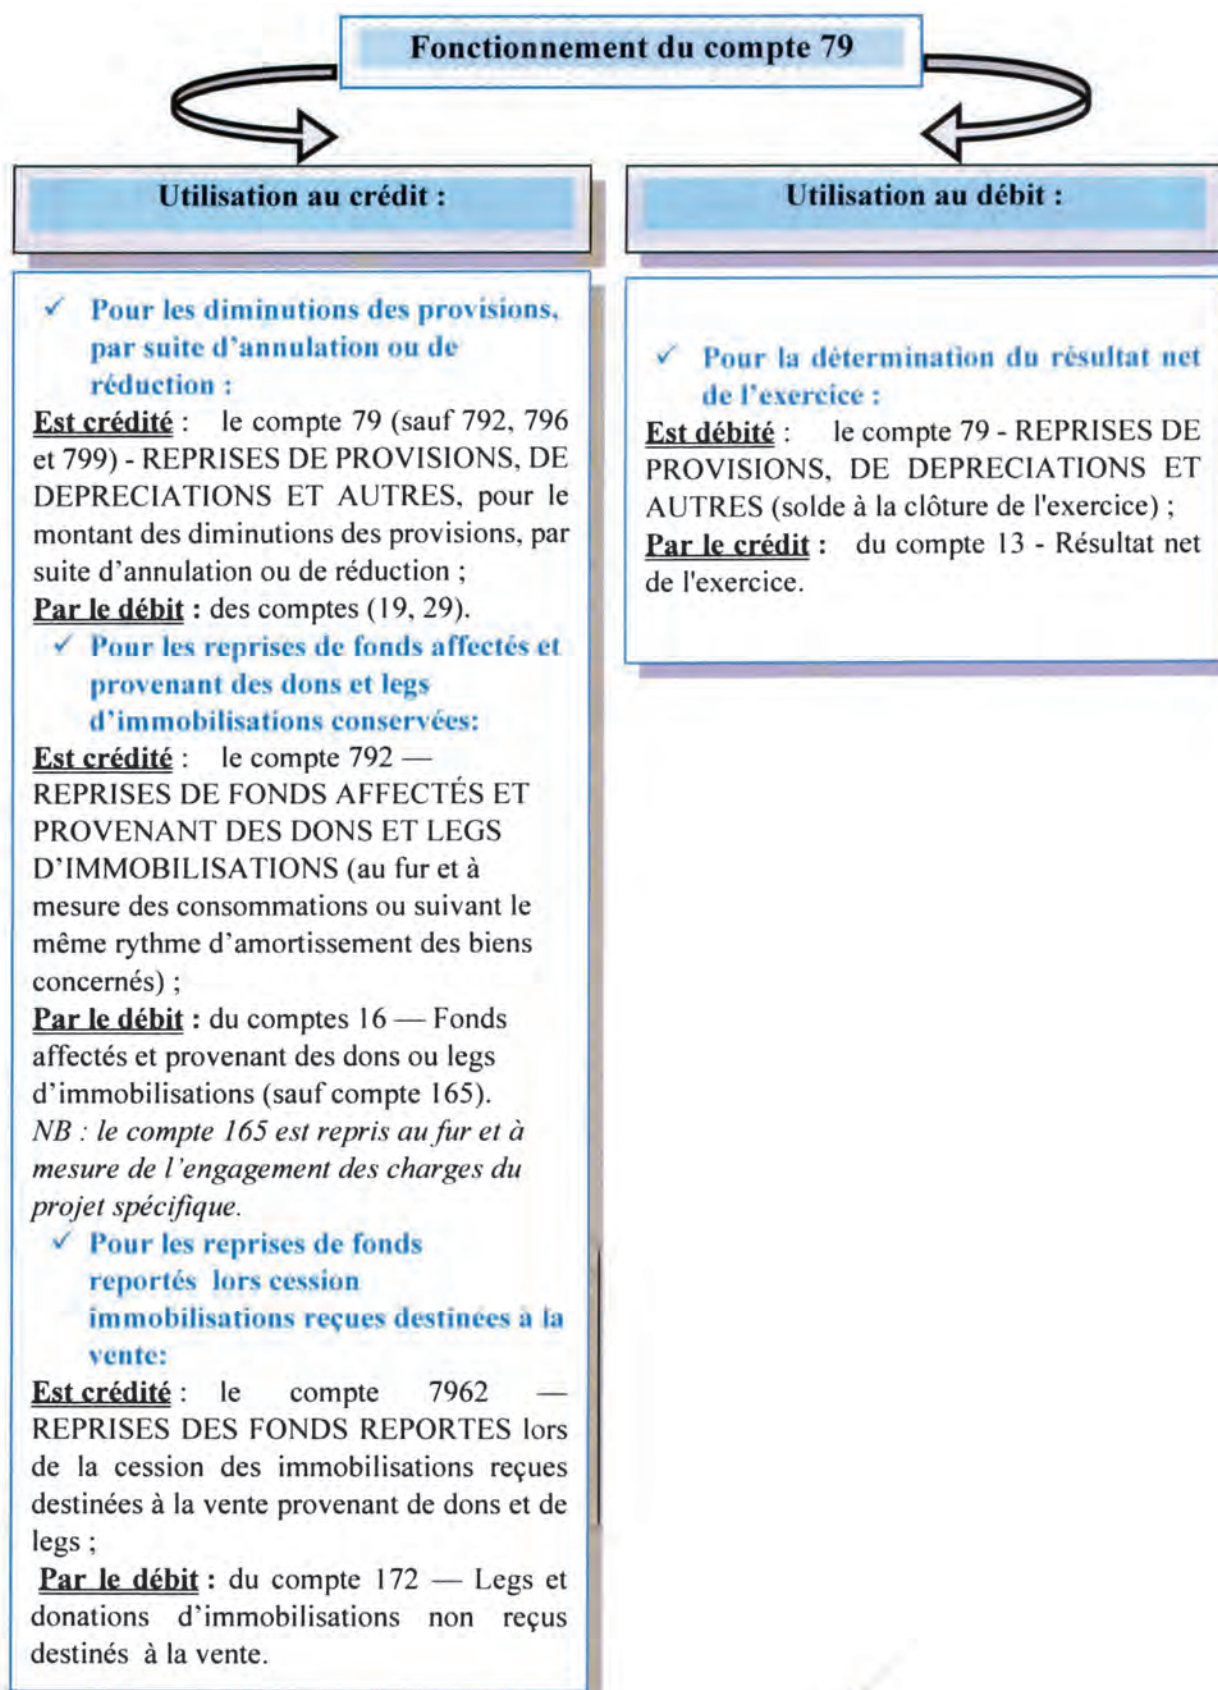 Fonctionnement du compte 79
Utilisation au crédit :
✓ Pour les diminutions des provisions,
par suite d’annulation ou de
réduction :
Est crédité : le compte 79 (sauf 792, 796
et 799) - REPRISES DE PROVISIONS, DE
DEPRECIATIONS ET AUTRES, pour le
montant des diminutions des provisions, par
suite d’annulation ou de réduction ;
Par le débit : des comptes (19, 29).
✓ Pour les reprises de fonds affectés et
provenant des dons et legs
d’immobilisations conservées:
Est crédité : le compte 792 —
REPRISES DE FONDS AFFECTÉS ET
PROVENANT DES DONS ET LEGS
D’IMMOBILISATIONS (au fur et à
mesure des consommations ou suivant le
même rythme d’amortissement des biens
concernés) ;
Par le débit : du comptes 16 — Fonds
affectés et provenant des dons ou legs
d’immobilisations (sauf compte 165).
NB : le compte 165 est repris au fur et à
mesure de l’engagement des charges du
projet spécifique.
✓ Pour les reprises de fonds
reportés lors cession
immobilisations reçues destinées à la
vente:
Est crédité : le compte 7962 —
REPRISES DES FONDS REPORTES lors
de la cession des immobilisations reçues
destinées à la vente provenant de dons et de
legs ;
Par le débit : du compte 172 — Legs et
donations d’immobilisations non reçus
destinés à la vente.
Utilisation au débit :
✓ Pour la détermination du résultat net
de l’exercice :
Est débité : le compte 79 - REPRISES DE
PROVISIONS, DE DEPRECIATIONS ET
AUTRES (solde à la clôture de l'exercice) ;
Par le crédit : du compte 13 - Résultat net
de l'exercice.